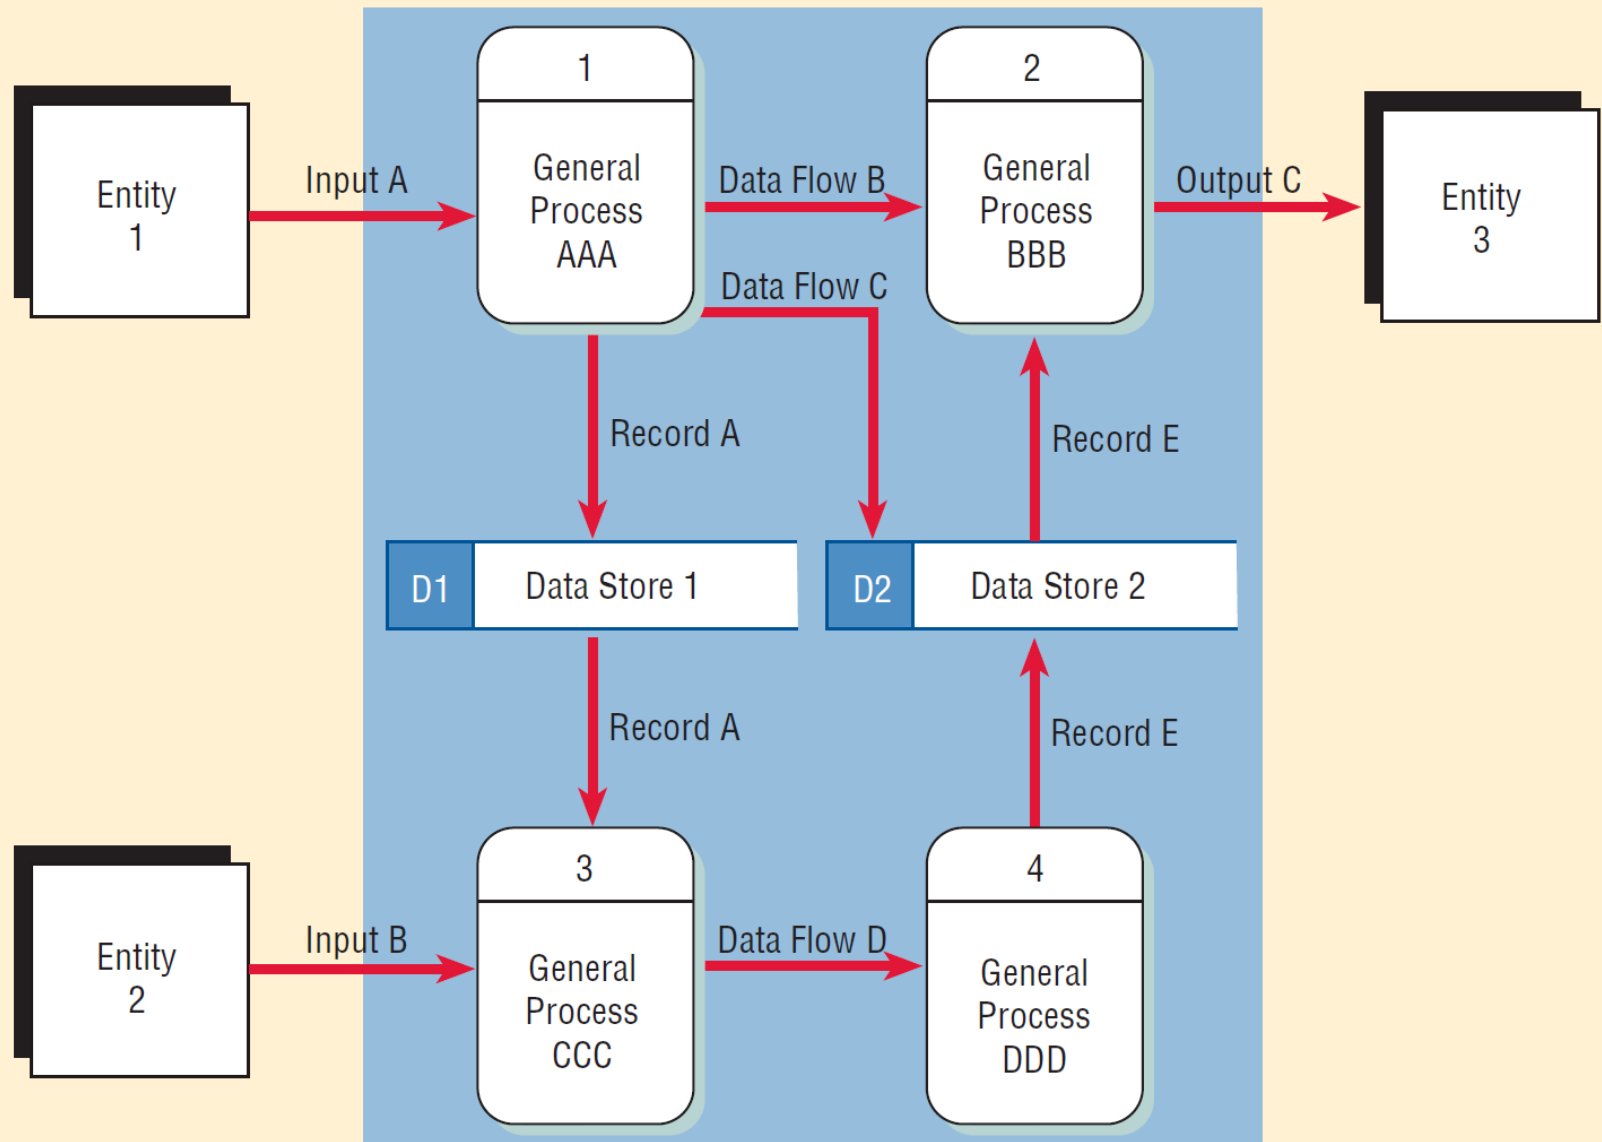 1
2
Entity
1
Input A
General
Process
AAA
Data Flow B
General
Process
BBB
Output C
Entity
3
Data Flow C
Record A
Record E
D1
Data Store 1
D2
Data Store 2
Record A
Record E
3
4
Entity
2
Input B
General
Process
CCC
Data Flow D
General
Process
DDD